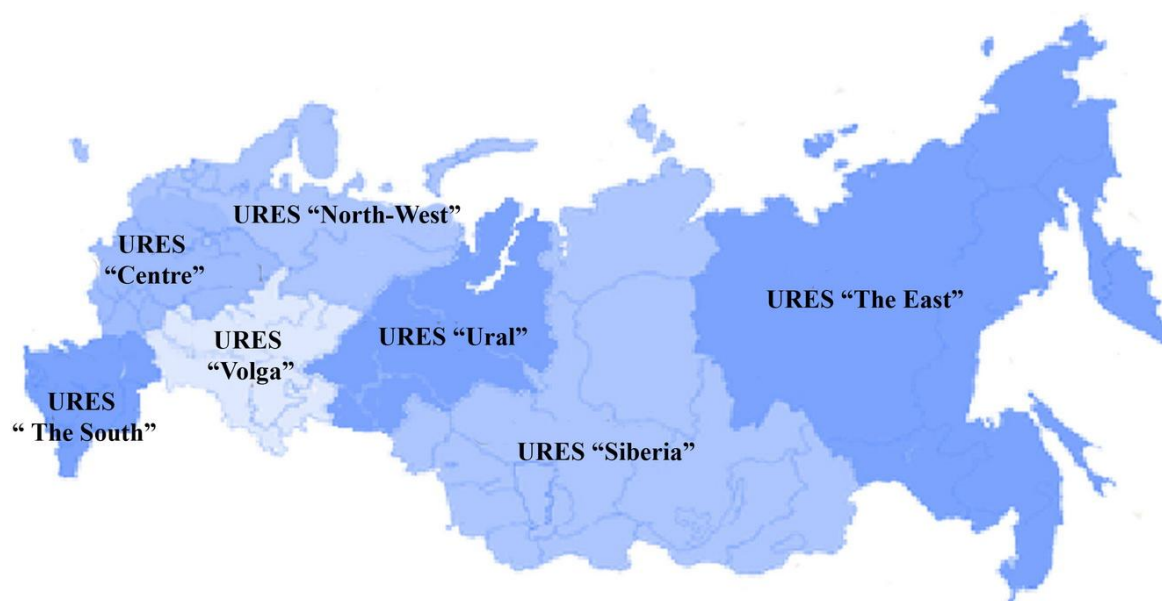 URES “North-West”
URES
“Centre”
URES “The East”
URES “Ural”
URES
“Volga”
URES
“ The South”
URES “Siberia”